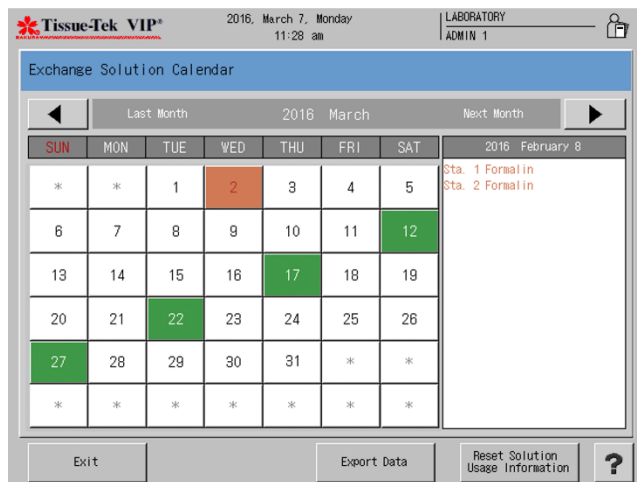 Tissue-Tek VIP®
SAKURA
2016, March 7, Monday
11:28 am
LABORATORY
ADMIN 1
Exchange Solution Calendar
Last Month 2016 March Next Month
SUN MON TUE WED THU FRI SAT
* * 1 2 3 4 5
6 7 8 9 10 11 12
13 14 15 16 17 18 19
20 21 22 23 24 25 26
27 28 29 30 31 * *
* * * * * * *
2016 February 8
Sta. 1 Formalin
Sta. 2 Formalin
Exit
Export Data
Reset Solution
Usage Information
?